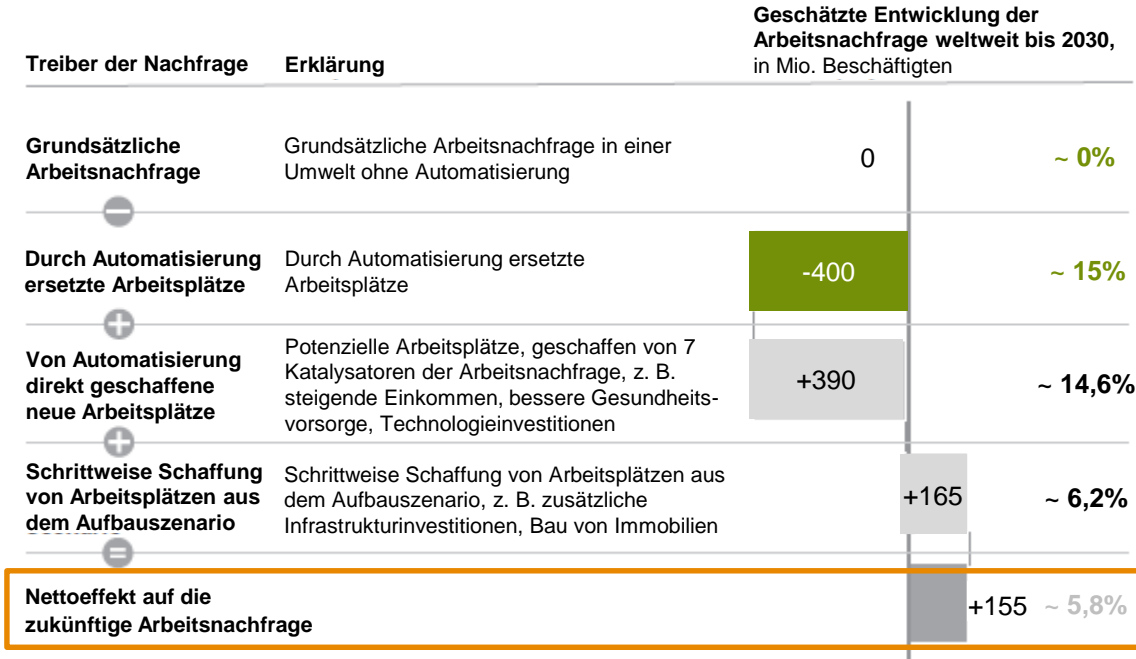 Geschätzte Entwicklung der
Arbeitsnachfrage weltweit bis 2030,
in Mio. Beschäftigten
Treiber der Nachfrage
Erklärung
Grundsätzliche
Arbeitsnachfrage
Grundsätzliche Arbeitsnachfrage in einer
Umwelt ohne Automatisierung
0
~ 0%
Durch Automatisierung
ersetzte Arbeitsplätze
Durch Automatisierung ersetzte
Arbeitsplätze
-400
~ 15%
Von Automatisierung
direkt geschaffene
neue Arbeitsplätze
Potenzielle Arbeitsplätze, geschaffen von 7
Katalysatoren der Arbeitsnachfrage, z. B.
steigende Einkommen, bessere Gesundheits-
vorsorge, Technologieinvestitionen
+390
~ 14,6%
Schrittweise Schaffung
von Arbeitsplätzen aus
dem Aufbauszenario
Schrittweise Schaffung von Arbeitsplätzen aus
dem Aufbauszenario, z. B. zusätzliche
Infrastrukturinvestitionen, Bau von Immobilien
+165
~ 6,2%
Nettoeffekt auf die
zukünftige Arbeitsnachfrage
+155
~ 5,8%